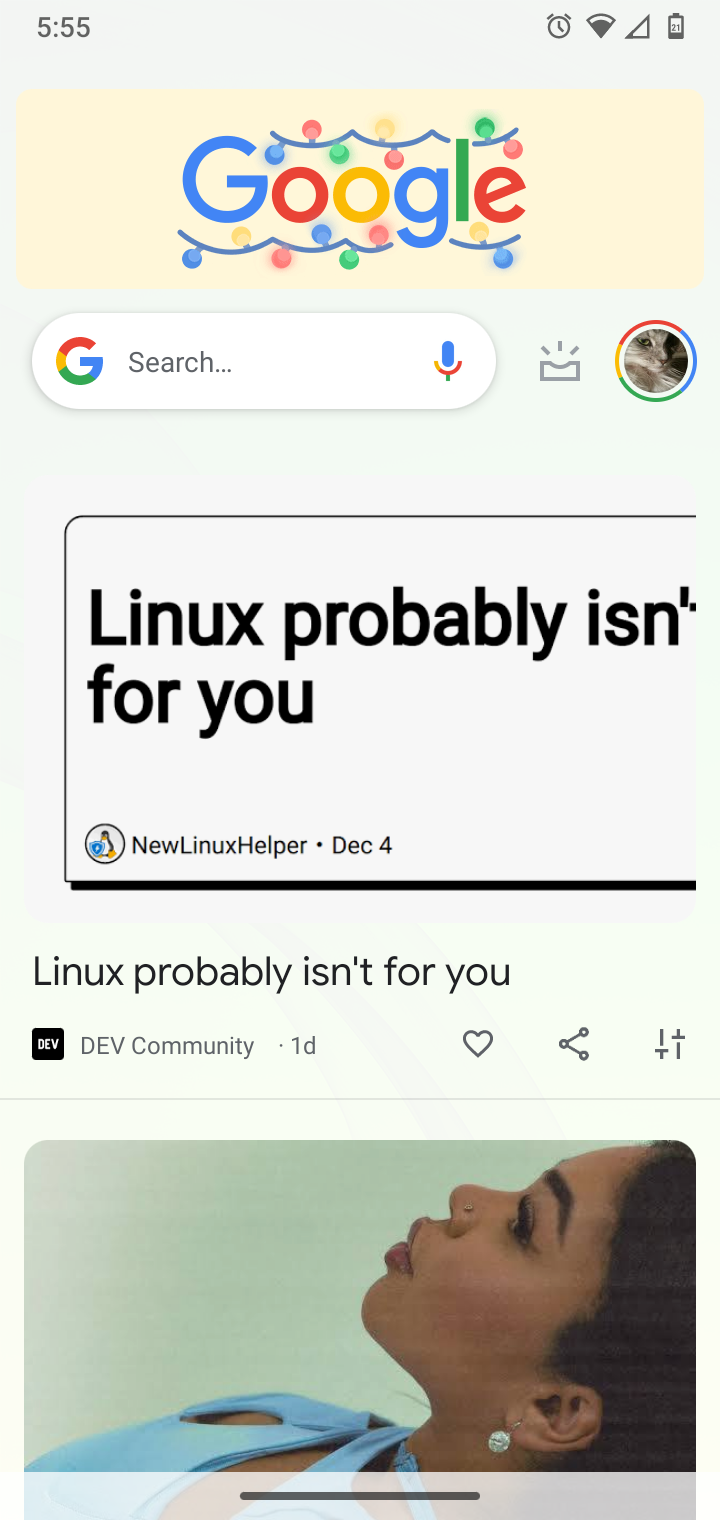 5:55
21
Google
Search...
Linux probably isn'
for you
NewLinuxHelper • Dec 4
Linux probably isn't for you
DEV
DEV Community · 1d